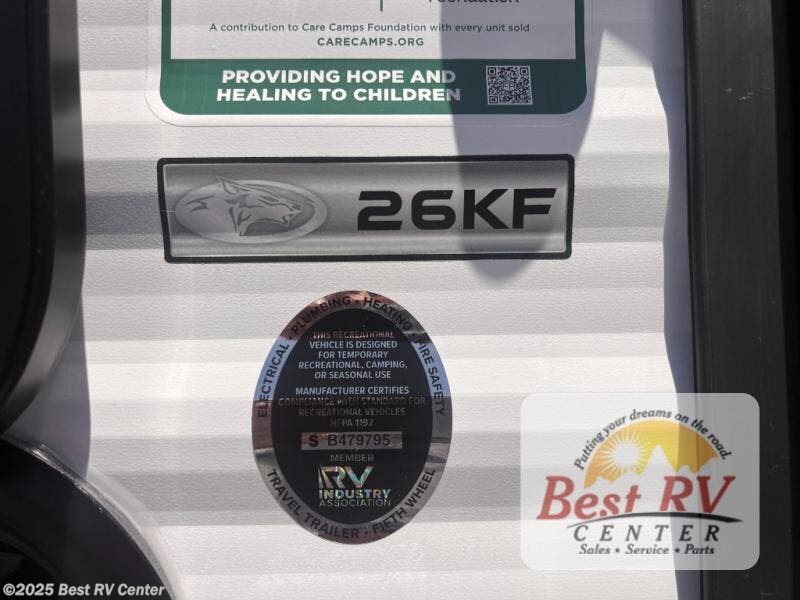 A contribution to Care Camps Foundation with every unit sold
CARECAMPS.ORG
PROVIDING HOPE AND
HEALING TO CHILDREN
26KF
ELECTRICAL · PLUMBING · HEATING · FIRE SAFETY
THIS RECREATIONAL
VEHICLE IS DESIGNED
FOR TEMPORARY
RECREATIONAL, CAMPING,
OR SEASONAL USE
MANUFACTURER CERTIFIES
COMPLIANCE WITH STANDARD FOR
RECREATIONAL VEHICLES
NFPA 1192
S B479795
MEMBER
RV
INDUSTRY
ASSOCIATION
TRAVEL TRAILER · FIFTH WHEEL
Putting your dreams on the road.
Best RV
CENTER
Sales • Service • Parts
©2025 Best RV Center